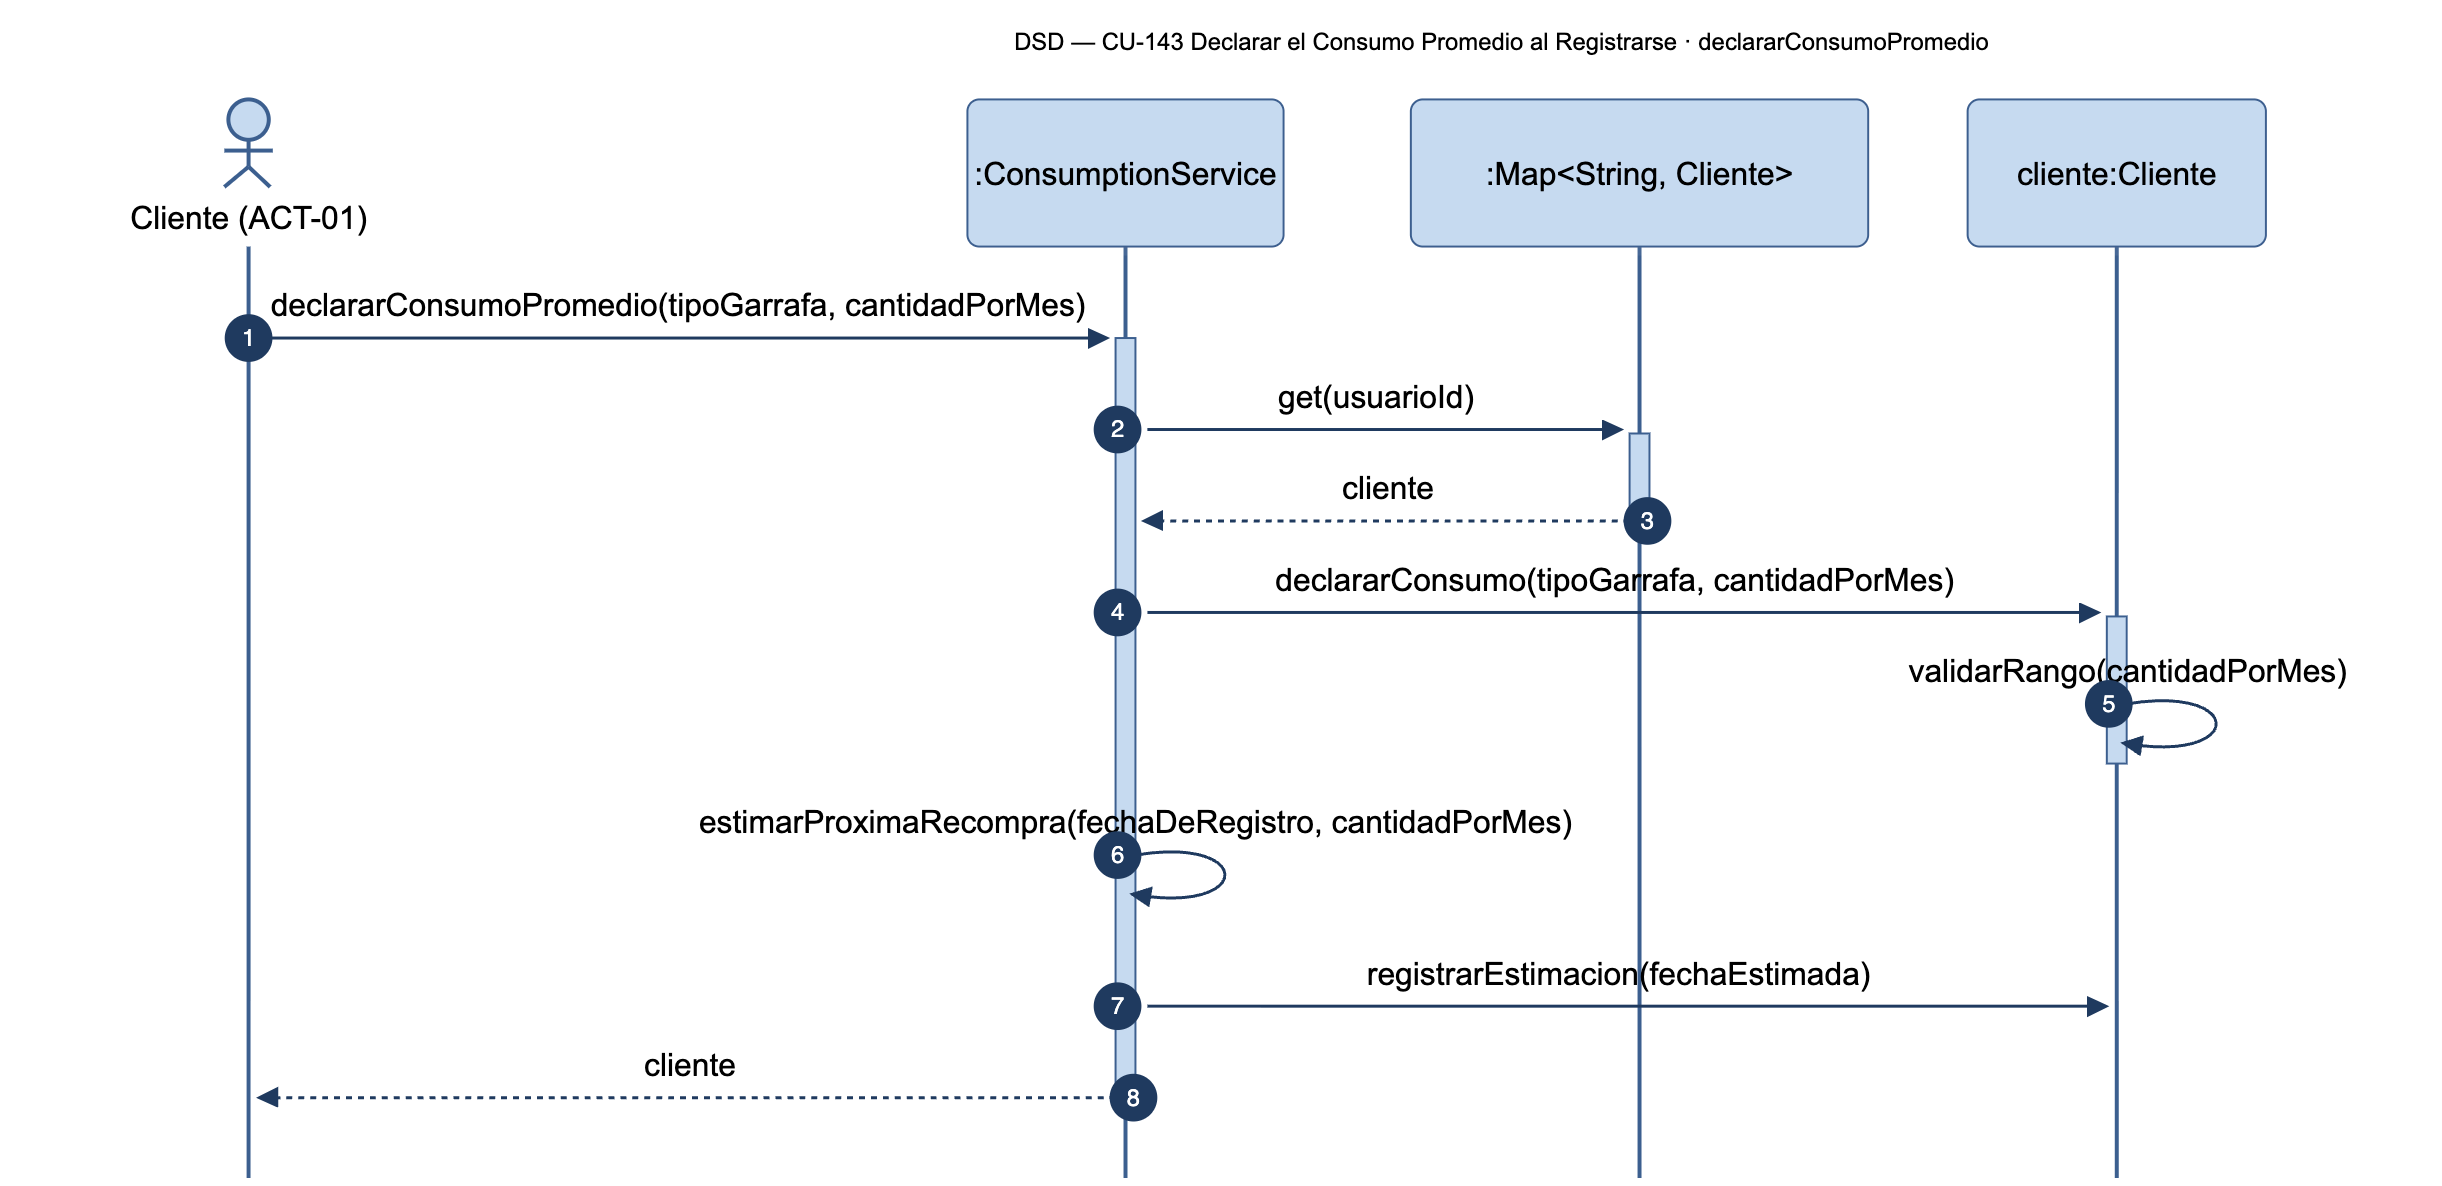 DSD — CU-143 Declarar el Consumo Promedio al Registrarse · declararConsumoPromedio
Cliente (ACT-01)
:ConsumptionService
:Map<String, Cliente>
cliente:Cliente
declararConsumoPromedio(tipoGarrafa, cantidadPorMes)
1
get(usuarioId)
2
cliente
3
declararConsumo(tipoGarrafa, cantidadPorMes)
4
validarRango(cantidadPorMes)
5
estimarProximaRecompra(fechaDeRegistro, cantidadPorMes)
6
registrarEstimacion(fechaEstimada)
7
cliente
8